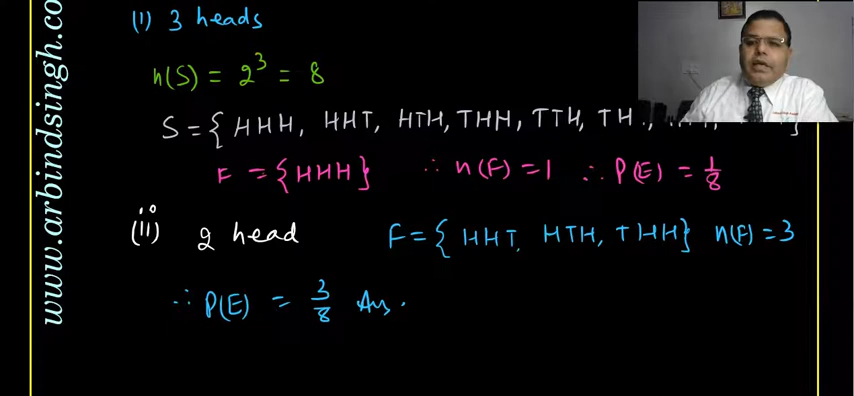 (i) 3 heads
n(S) = 2³ = 8
S = { HHH, HHT, HTH, THH, TTH, TH
F = {HHH} ∴ n(F) = 1 ∴ P(E) = 1/8
(ii) 2 head F = { HHT, HTH, THH} n(F) = 3
∴ P(E) = 3/8 Ans.
www.arbindsingh.com